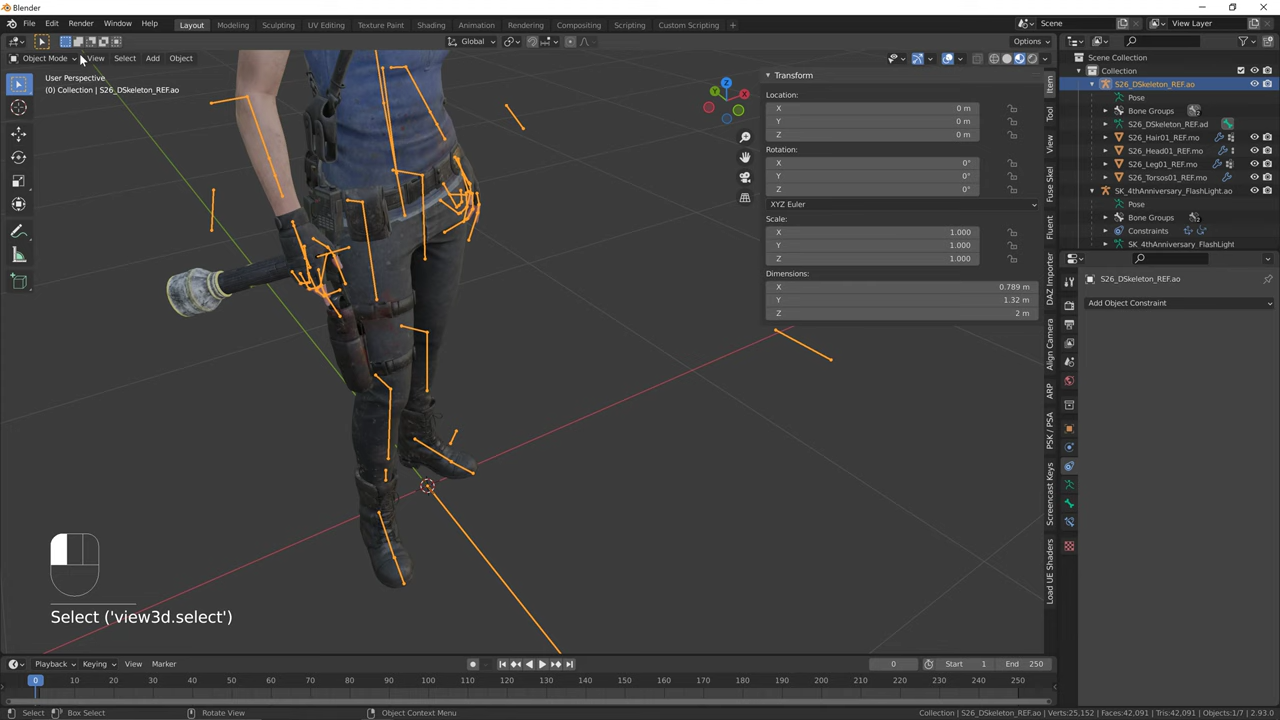 Blender
File Edit Render Window Help Layout Modeling Sculpting UV Editing Texture Paint Shading Animation Rendering Compositing Scripting Custom Scripting + Scene View Layer
Global Options
Object Mode View Select Add Object
User Perspective
(0) Collection | S26_DSkeleton_REF.ao
Transform
Location:
X 0 m
Y 0 m
Z 0 m
Rotation:
X 0°
Y 0°
Z 0°
XYZ Euler
Scale:
X 1.000
Y 1.000
Z 1.000
Dimensions:
X 0.789 m
Y 1.32 m
Z 2 m
Item
Tool
View
Fuse Skel
Fluent
DAZ Importer
Align Camera
ARP
PSK / PSA
Screencast Keys
Load UE Shaders
Scene Collection
Collection
S26_DSkeleton_REF.ao
Pose
Bone Groups
S26_DSkeleton_REF.ad
S26_Hair01_REF.mo
S26_Head01_REF.mo
S26_Leg01_REF.mo
S26_Torsos01_REF.mo
SK_4thAnniversary_FlashLight.ao
Pose
Bone Groups
Constraints
SK_4thAnniversary_FlashLight
S26_DSkeleton_REF.ao
Add Object Constraint
Select ('view3d.select')
Playback Keying View Marker 0 Start 1 End 250
0 10 20 30 40 50 60 70 80 90 100 110 120 130 140 150 160 170 180 190 200 210 220 230 240 250
Select Box Select Rotate View Object Context Menu Collection | S26_DSkeleton_REF.ao | Verts:25,152 | Faces:42,091 | Tris:42,091 | Objects:1/7 | 2.93.0